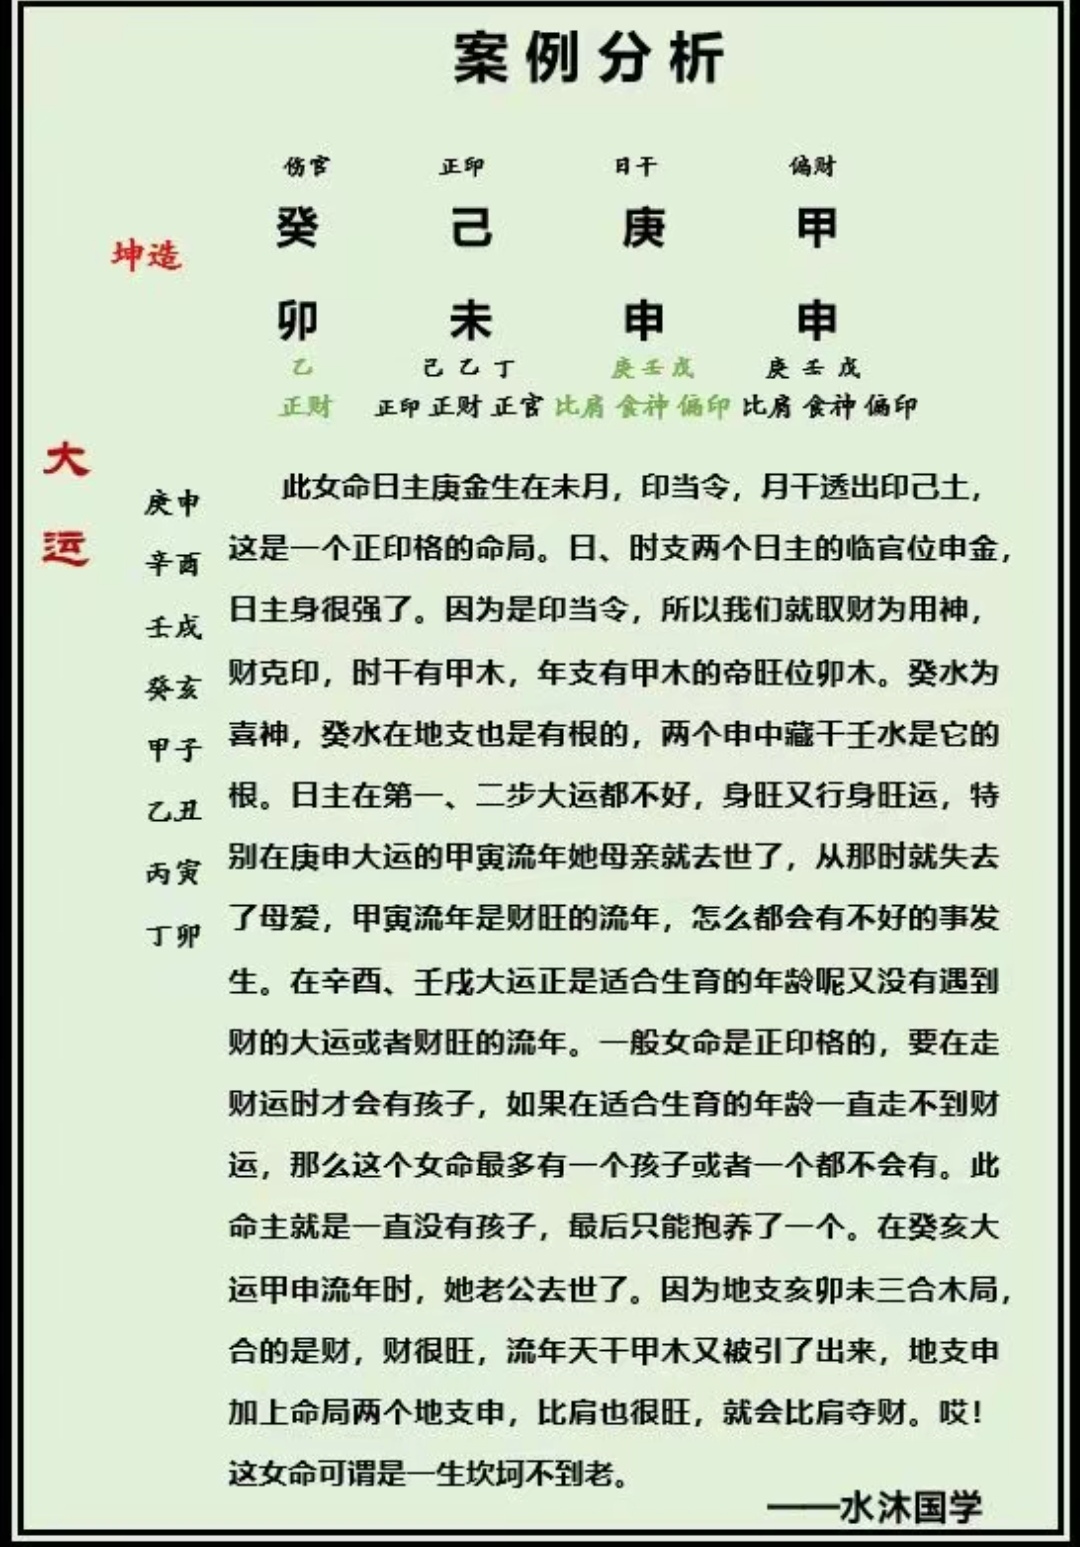 案例分析
伤官 正印 日干 偏财
坤造
癸 己 庚 甲
卯 未 申 申
乙 己乙丁 庚壬戊 庚壬戊
正财 正印 正财 正官 比肩 食神 偏印 比肩 食神 偏印
大运
庚申
辛酉
壬戌
癸亥
甲子
乙丑
丙寅
丁卯
此女命日主庚金生在未月，印当令，月干透出印己土，
这是一个正印格的命局。日、时支两个日主的临官位申金，
日主身很强了。因为是印当令，所以我们就取财为用神，
财克印，时干有甲木，年支有甲木的帝旺位卯木。癸水为
喜神，癸水在地支也是有根的，两个申中藏干壬水是它的
根。日主在第一、二步大运都不好，身旺又行身旺运，特
别在庚申大运的甲寅流年她母亲就去世了，从那时就失去
了母爱，甲寅流年是财旺的流年，怎么都会有不好的事发
生。在辛酉、壬戌大运正是适合生育的年龄呢又没有遇到
财的大运或者财旺的流年。一般女命是正印格的，要在走
财运时才会有孩子，如果在适合生育的年龄一直走不到财
运，那么这个女命最多有一个孩子或者一个都不会有。此
命主就是一直没有孩子，最后只能抱养了一个。在癸亥大
运甲申流年时，她老公去世了。因为地支亥卯未三合木局，
合的是财，财很旺，流年天干甲木又被引了出来，地支申
加上命局两个地支申，比肩也很旺，就会比肩夺财。哎！
这女命可谓是一生坎坷不到老。
——水沐国学